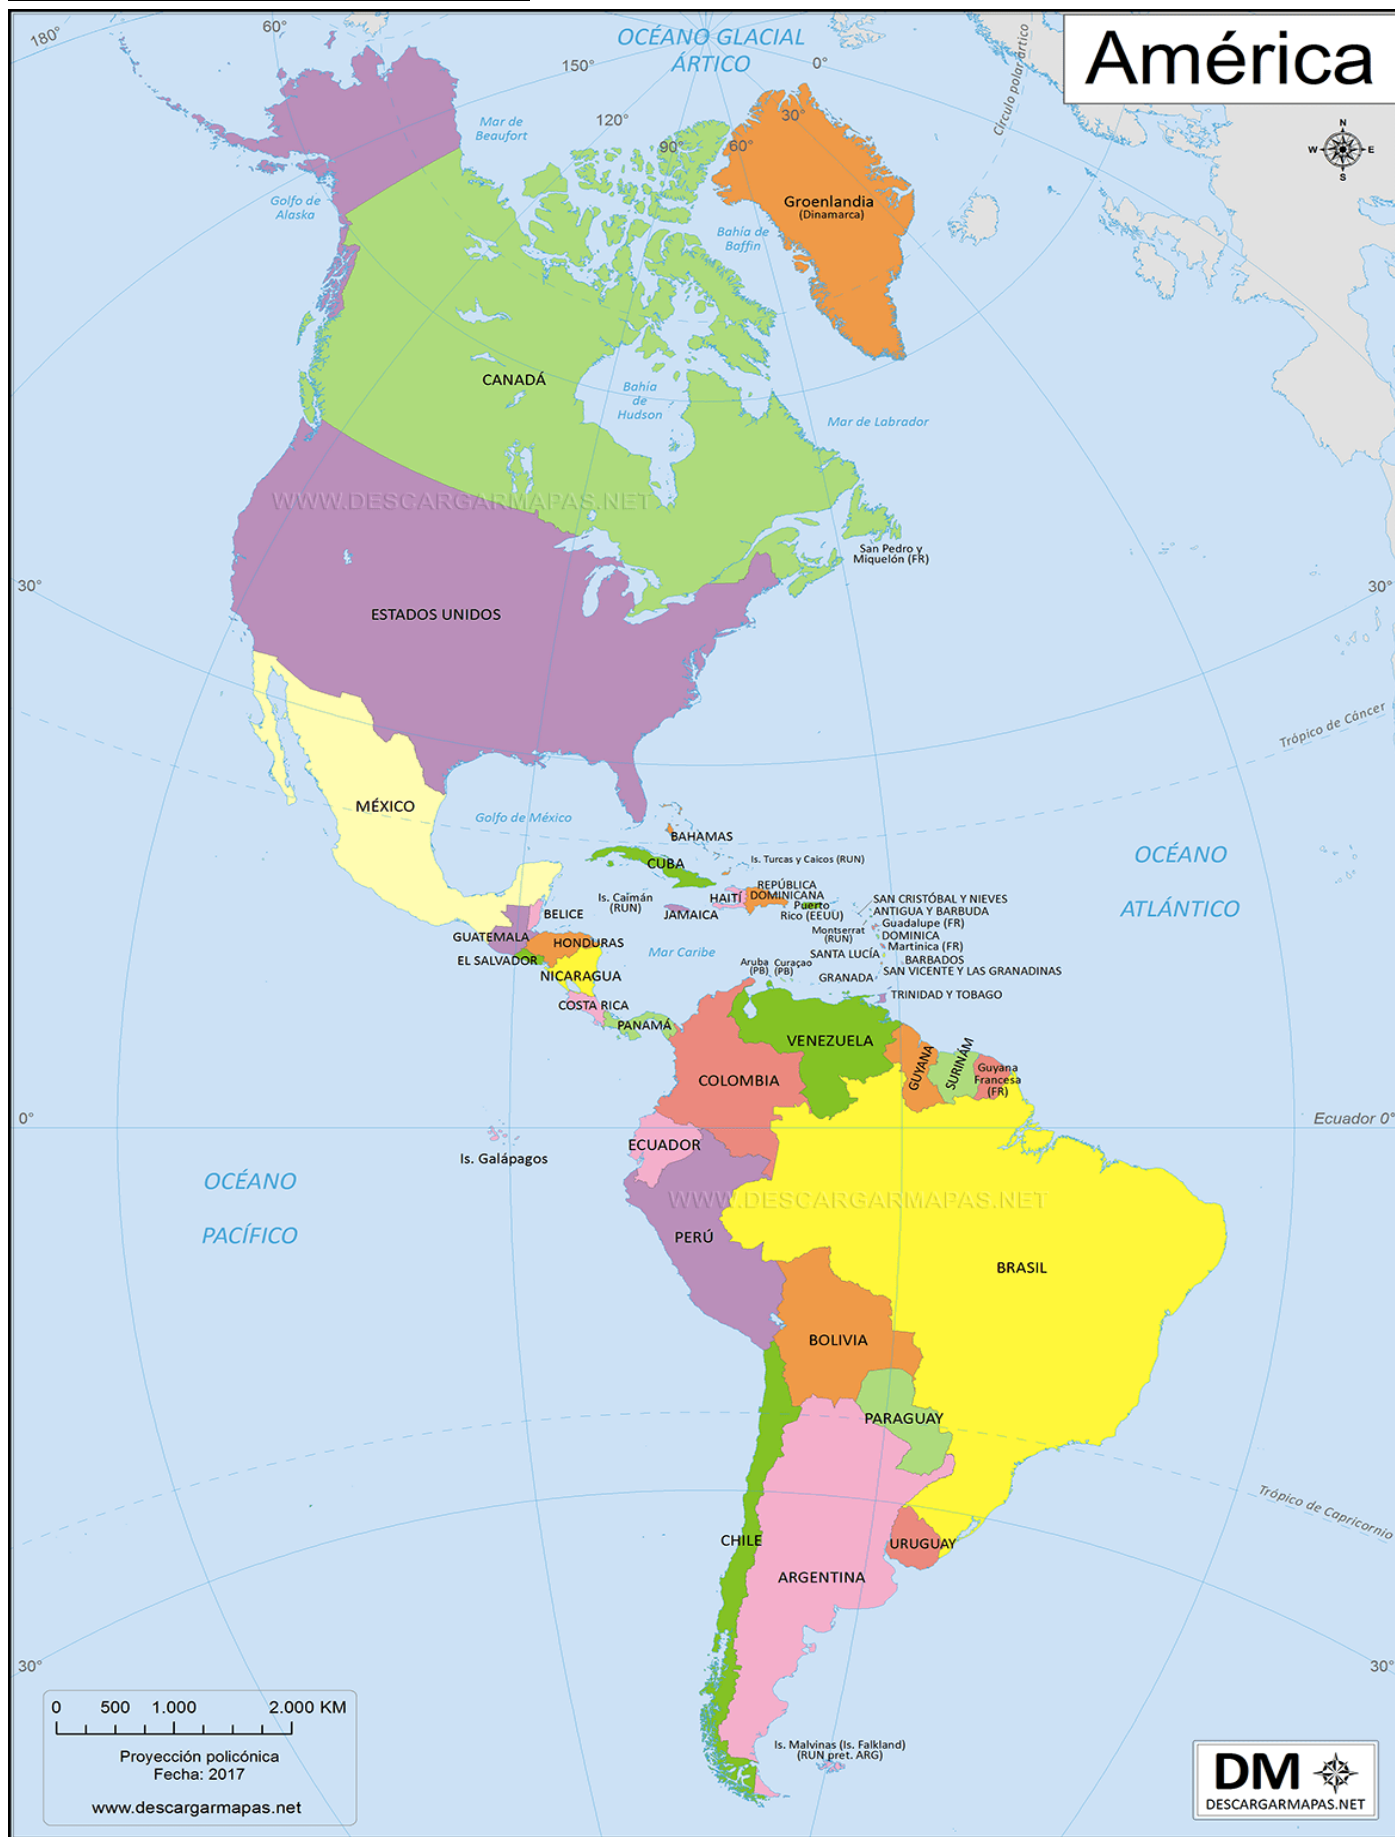 América
180°
60°
150°
120°
90°
60°
30°
0°
OCÉANO GLACIAL
ÁRTICO
Círculo polar ártico
N
W
E
S
Mar de
Beaufort
Golfo de
Alaska
Groenlandia
(Dinamarca)
Bahía de
Baffin
CANADÁ
Bahía
de
Hudson
Mar de Labrador
WWW.DESCARGARMAPAS.NET
San Pedro y
Miquelón (FR)
30°
30°
ESTADOS UNIDOS
Trópico de Cáncer
MÉXICO
Golfo de México
BAHAMAS
CUBA
Is. Turcas y Caicos (RUN)
OCÉANO
ATLÁNTICO
Is. Caimán
(RUN)
JAMAICA
HAITÍ
REPÚBLICA
DOMINICANA
Puerto
Rico (EEUU)
SAN CRISTÓBAL Y NIEVES
ANTIGUA Y BARBUDA
Guadalupe (FR)
Montserrat
(RUN)
DOMINICA
Martinica (FR)
SANTA LUCÍA
BARBADOS
SAN VICENTE Y LAS GRANADINAS
GRANADA
TRINIDAD Y TOBAGO
Aruba
(PB)
Curaçao
(PB)
Mar Caribe
BELICE
GUATEMALA
HONDURAS
EL SALVADOR
NICARAGUA
COSTA RICA
PANAMÁ
VENEZUELA
COLOMBIA
GUYANA
SURINÁM
Guyana
Francesa
(FR)
0°
Ecuador 0°
ECUADOR
Is. Galápagos
OCÉANO
PACÍFICO
WWW.DESCARGARMAPAS.NET
PERÚ
BRASIL
BOLIVIA
PARAGUAY
Trópico de Capricornio
CHILE
URUGUAY
ARGENTINA
30°
30°
Is. Malvinas (Is. Falkland)
(RUN pret. ARG)
0 500 1.000 2.000 KM
Proyección policónica
Fecha: 2017
www.descargarmapas.net
DM
DESCARGARMAPAS.NET